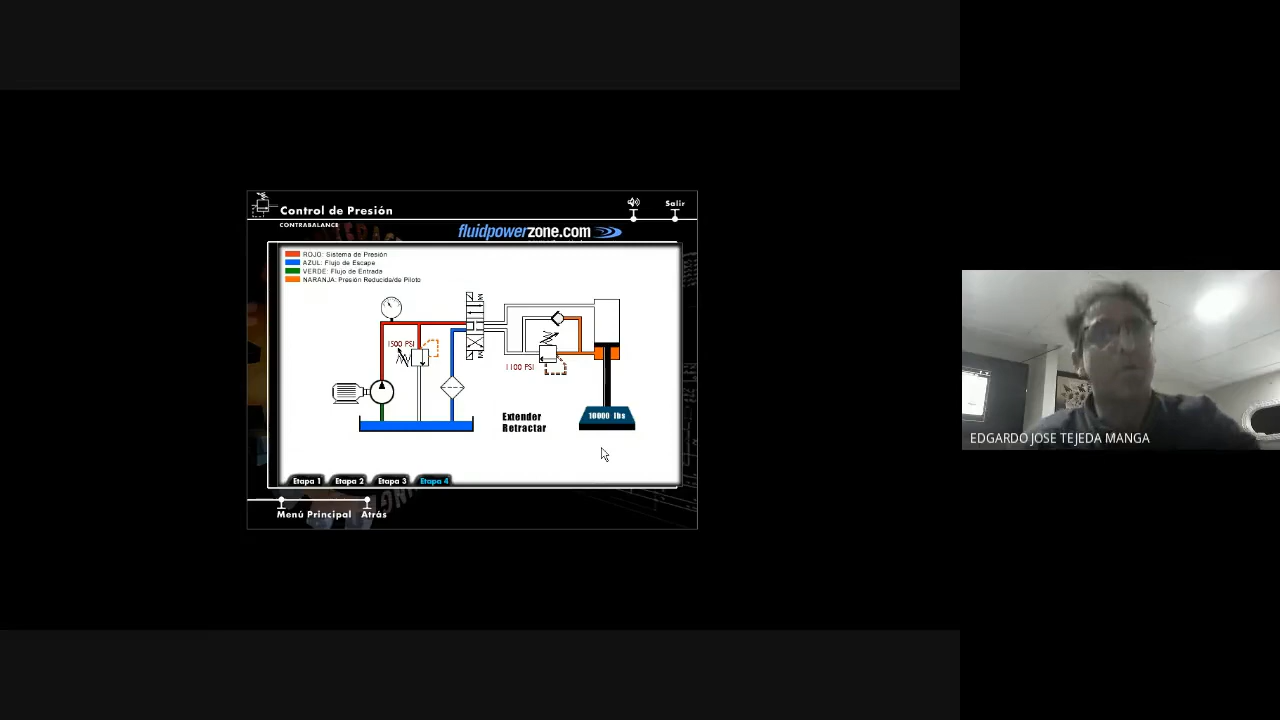 Control de Presión
CONTRABALANCE
Salir
fluidpowerzone.com
ROJO: Sistema de Presión
AZUL: Flujo de Escape
VERDE: Flujo de Entrada
NARANJA: Presión Reducida/de Piloto
1500 PSI
1100 PSI
Extender
Retractar
10000 lbs
Etapa 1
Etapa 2
Etapa 3
Etapa 4
Menú Principal
Atrás
EDGARDO JOSE TEJEDA MANGA